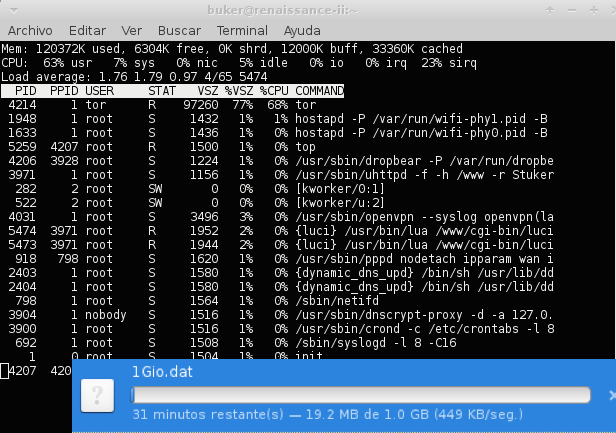 buker@renaissance-ii:~
Archivo Editar Ver Buscar Terminal Ayuda
Mem: 120372K used, 6304K free, 0K shrd, 12000K buff, 33360K cached
CPU:  63% usr   7% sys   0% nic   5% idle   0% io   0% irq  23% sirq
Load average: 1.76 1.79 0.97 4/65 5474
  PID  PPID USER     STAT   VSZ %VSZ %CPU COMMAND
 4214     1 tor      R    97260  77%  68% tor
 1948     1 root     S     1432   1%   1% hostapd -P /var/run/wifi-phy1.pid -B
 1633     1 root     S     1436   1%   0% hostapd -P /var/run/wifi-phy0.pid -B
 5259  4207 root     R     1500   1%   0% top
 4206  3928 root     S     1224   1%   0% /usr/sbin/dropbear -P /var/run/dropbe
 3971     1 root     S     1156   1%   0% /usr/sbin/uhttpd -f -h /www -r Stuker
  282     2 root     SW       0   0%   0% [kworker/0:1]
  522     2 root     SW       0   0%   0% [kworker/u:2]
 4031     1 root     S     3496   3%   0% /usr/sbin/openvpn --syslog openvpn(la
 5474  3971 root     R     1952   2%   0% {luci} /usr/bin/lua /www/cgi-bin/luci
 5473  3971 root     R     1944   2%   0% {luci} /usr/bin/lua /www/cgi-bin/luci
  918   798 root     S     1620   1%   0% /usr/sbin/pppd nodetach ipparam wan i
 2403     1 root     S     1580   1%   0% {dynamic_dns_upd} /bin/sh /usr/lib/dd
 2404     1 root     S     1580   1%   0% {dynamic_dns_upd} /bin/sh /usr/lib/dd
  798     1 root     S     1564   1%   0% /sbin/netifd
 3904     1 nobody   S     1516   1%   0% /usr/sbin/dnscrypt-proxy -d -a 127.0.
 3900     1 root     S     1516   1%   0% /usr/sbin/crond -c /etc/crontabs -l 8
  692     1 root     S     1508   1%   0% /sbin/syslogd -l 8 -C16
    1     0 root     S     1504   1%   0% init
 4207  420
1Gio.dat
31 minutos restante(s) — 19.2 MB de 1.0 GB (449 KB/seg.)